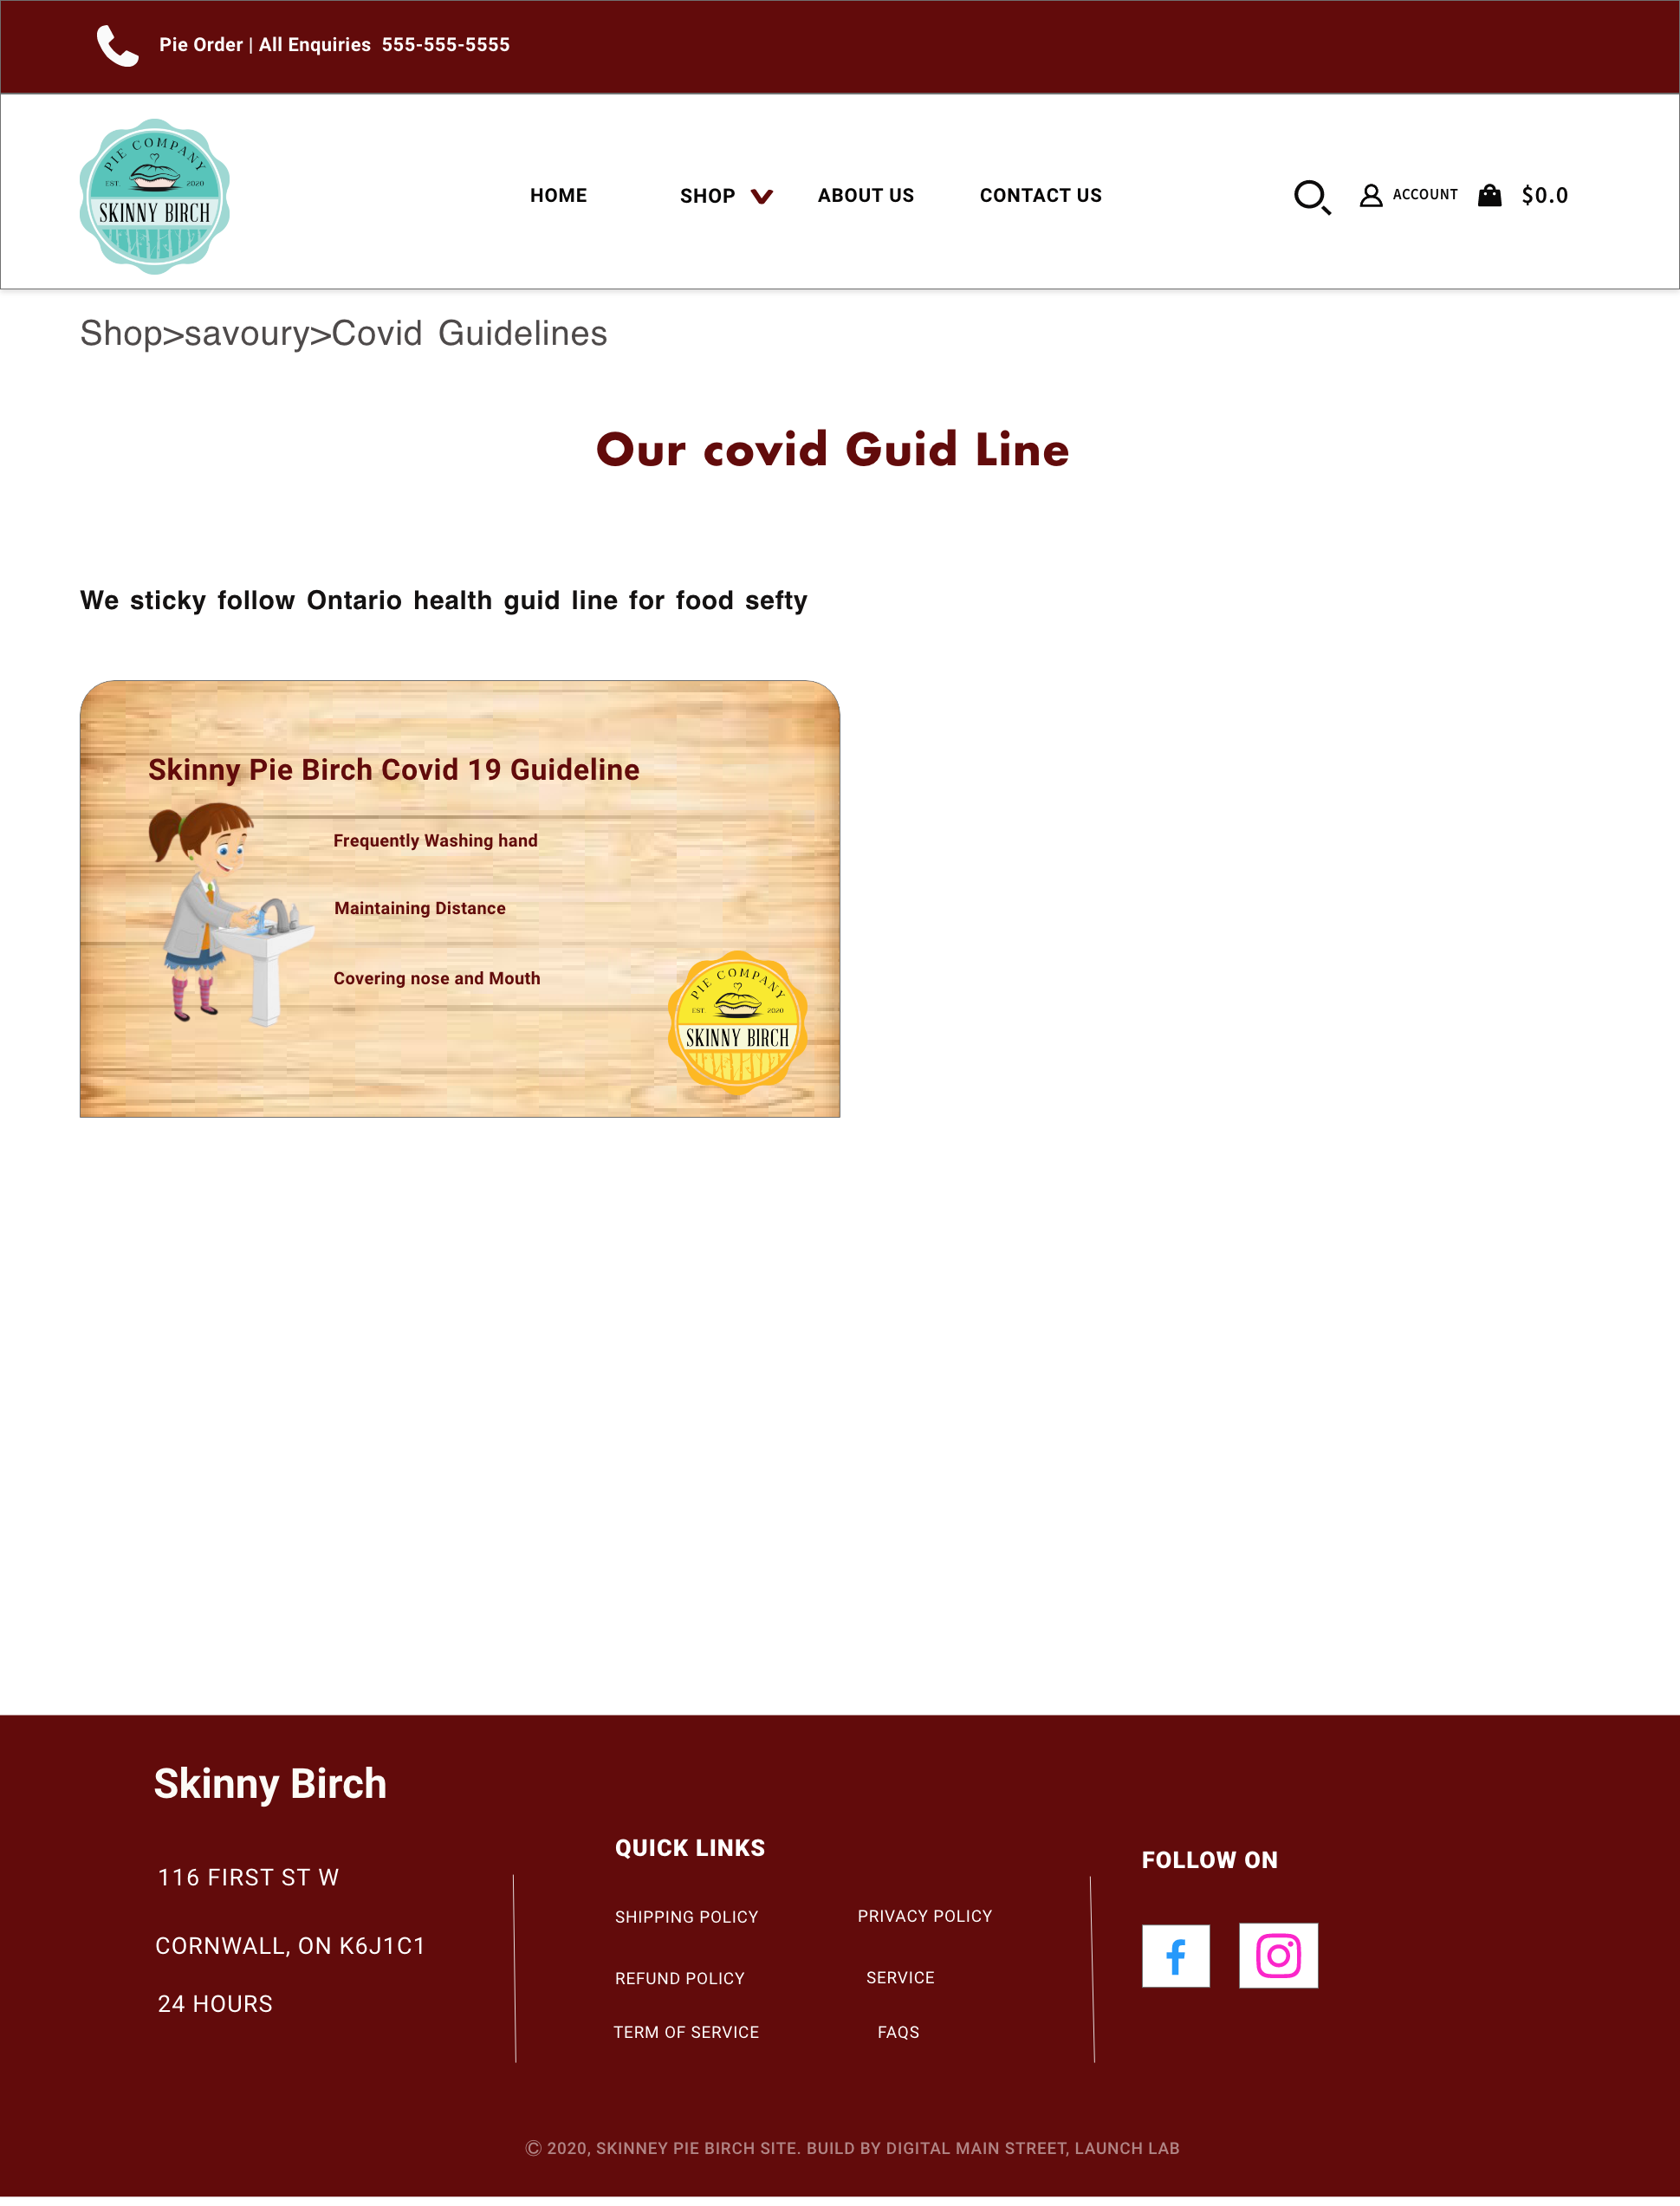 Pie Order | All Enquiries 555-555-5555
PIE COMPANY
EST. 2020
SKINNY BIRCH
HOME SHOP ABOUT US CONTACT US ACCOUNT $0.0
Shop>savoury>Covid Guidelines
Our covid Guid Line
We sticky follow Ontario health guid line for food sefty
Skinny Pie Birch Covid 19 Guideline
Frequently Washing hand
Maintaining Distance
Covering nose and Mouth
PIE COMPANY
EST. 2020
SKINNY BIRCH
Skinny Birch
116 FIRST ST W
CORNWALL, ON K6J1C1
24 HOURS
QUICK LINKS
SHIPPING POLICY PRIVACY POLICY
REFUND POLICY SERVICE
TERM OF SERVICE FAQS
FOLLOW ON
© 2020, SKINNEY PIE BIRCH SITE. BUILD BY DIGITAL MAIN STREET, LAUNCH LAB